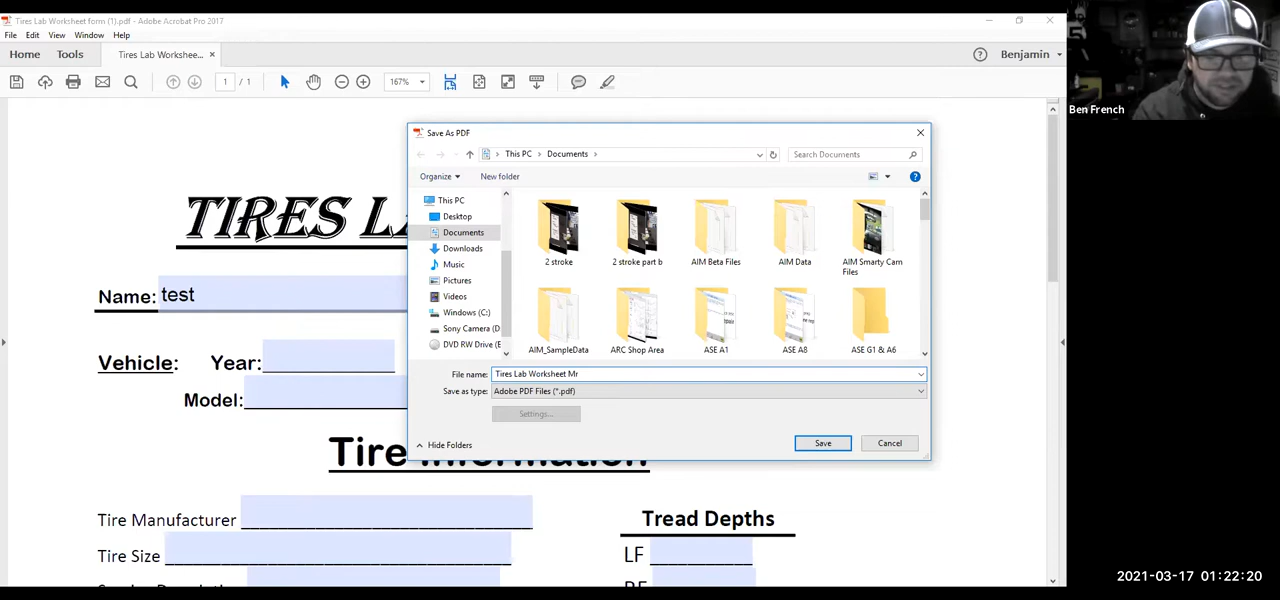 Tires Lab Worksheet form (1).pdf - Adobe Acrobat Pro 2017
File Edit View Window Help
Home Tools Tires Lab Workshee... × Benjamin
1 / 1 167%
Ben French
Save As PDF
This PC > Documents > Search Documents
Organize New folder
This PC
Desktop
Documents
Downloads
Music
Pictures
Videos
Windows (C:)
Sony Camera (D
DVD RW Drive (E
2 stroke 2 stroke part b AIM Beta Files AIM Data AIM Smarty Cam Files
AIM_SampleData ARC Shop Area ASE A1 ASE A8 ASE G1 & A6
File name: Tires Lab Worksheet Mr
Save as type: Adobe PDF Files (*.pdf)
Settings...
Hide Folders Save Cancel
TIRES LA
Name: test
Vehicle: Year:
Model:
Tire Information
Tire Manufacturer
Tire Size
Tread Depths
LF
2021-03-17 01:22:20